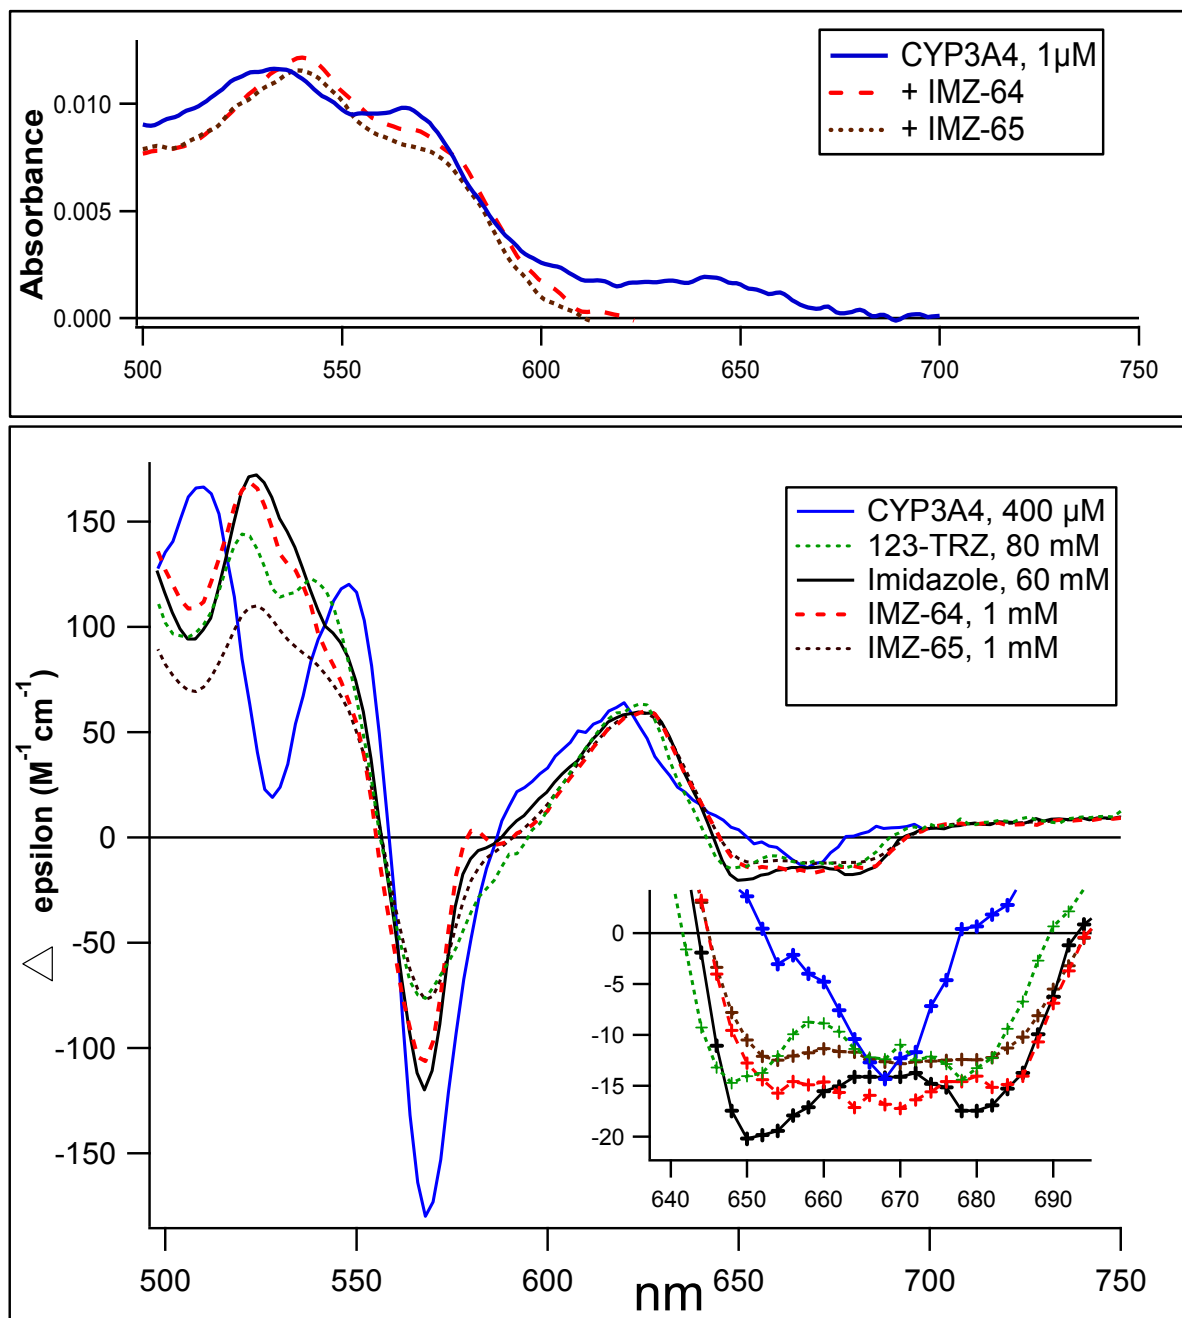 CYP3A4, 1µM
+ IMZ-64
+ IMZ-65
Absorbance
0.010
0.005
0.000
500 550 600 650 700 750
CYP3A4, 400 µM
123-TRZ, 80 mM
Imidazole, 60 mM
IMZ-64, 1 mM
IMZ-65, 1 mM
△ epsilon (M⁻¹cm⁻¹)
150
100
50
0
-50
-100
-150
0
-5
-10
-15
-20
640 650 660 670 680 690
500 550 600 650 700 750
nm